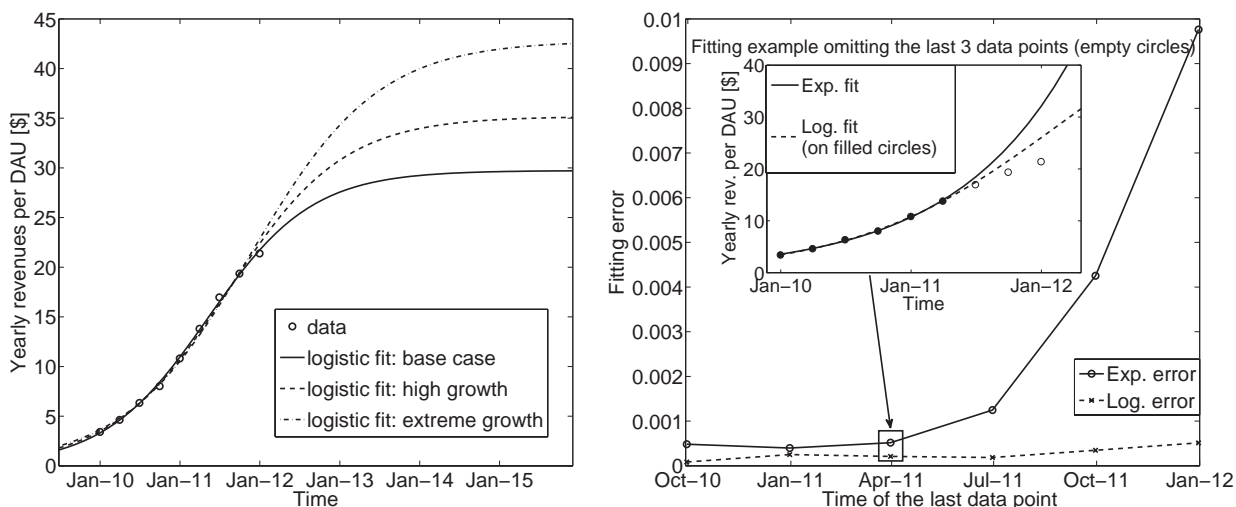 45
40
35
30
25
20
15
10
5
0
Yearly revenues per DAU [$]
data
logistic fit: base case
logistic fit: high growth
logistic fit: extreme growth
Jan–10 Jan–11 Jan–12 Jan–13 Jan–14 Jan–15
Time
0.01
0.009
0.008
0.007
0.006
0.005
0.004
0.003
0.002
0.001
0
Fitting error
Fitting example omitting the last 3 data points (empty circles)
40
30
20
10
0
Yearly rev. per DAU [$]
Exp. fit
Log. fit
(on filled circles)
Jan–10 Jan–11 Jan–12
Time
Exp. error
Log. error
Oct–10 Jan–11 Apr–11 Jul–11 Oct–11 Jan–12
Time of the last data point